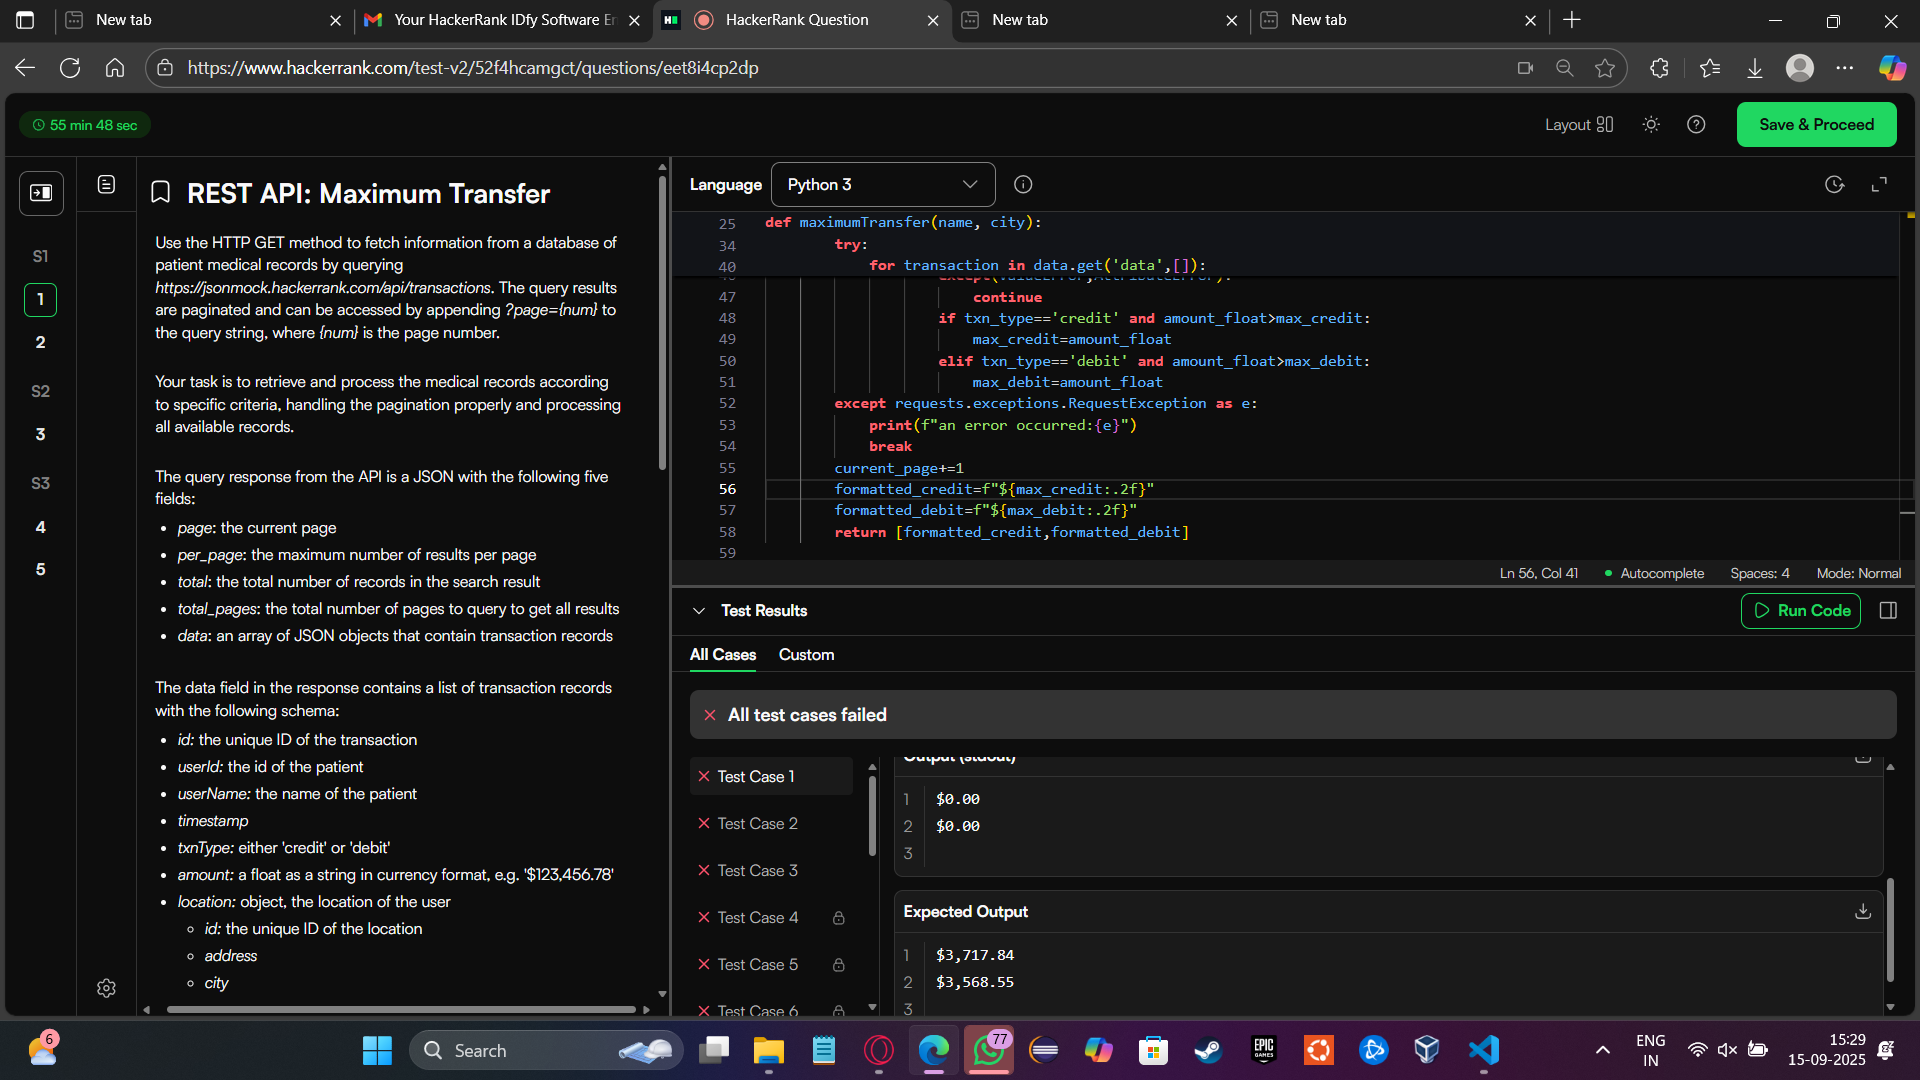 New tab
Your HackerRank IDfy Software En
HackerRank Question
New tab
New tab
https://www.hackerrank.com/test-v2/52f4hcamgct/questions/eet8i4cp2dp
55 min 48 sec
Layout
Save & Proceed
S1
1
2
S2
3
S3
4
5
REST API: Maximum Transfer
Use the HTTP GET method to fetch information from a database of
patient medical records by querying
https://jsonmock.hackerrank.com/api/transactions. The query results
are paginated and can be accessed by appending ?page={num} to
the query string, where {num} is the page number.
Your task is to retrieve and process the medical records according
to specific criteria, handling the pagination properly and processing
all available records.
The query response from the API is a JSON with the following five
fields:
• page: the current page
• per_page: the maximum number of results per page
• total: the total number of records in the search result
• total_pages: the total number of pages to query to get all results
• data: an array of JSON objects that contain transaction records
The data field in the response contains a list of transaction records
with the following schema:
• id: the unique ID of the transaction
• userId: the id of the patient
• userName: the name of the patient
• timestamp
• txnType: either 'credit' or 'debit'
• amount: a float as a string in currency format, e.g. '$123,456.78'
• location: object, the location of the user
◦ id: the unique ID of the location
◦ address
◦ city
Language
Python 3
25 def maximumTransfer(name, city):
34 try:
40 for transaction in data.get('data',[]):
except(ValueError,AttributeError):
47 continue
48 if txn_type=='credit' and amount_float>max_credit:
49 max_credit=amount_float
50 elif txn_type=='debit' and amount_float>max_debit:
51 max_debit=amount_float
52 except requests.exceptions.RequestException as e:
53 print(f"an error occurred:{e}")
54 break
55 current_page+=1
56 formatted_credit=f"${max_credit:.2f}"
57 formatted_debit=f"${max_debit:.2f}"
58 return [formatted_credit,formatted_debit]
59
Ln 56, Col 41
Autocomplete
Spaces: 4
Mode: Normal
Test Results
Run Code
All Cases
Custom
All test cases failed
Test Case 1
Test Case 2
Test Case 3
Test Case 4
Test Case 5
Test Case 6
Output (stdout)
1 $0.00
2 $0.00
3
Expected Output
1 $3,717.84
2 $3,568.55
3
6
Search
77
EPIC
GAMES
ENG
IN
15:29
15-09-2025